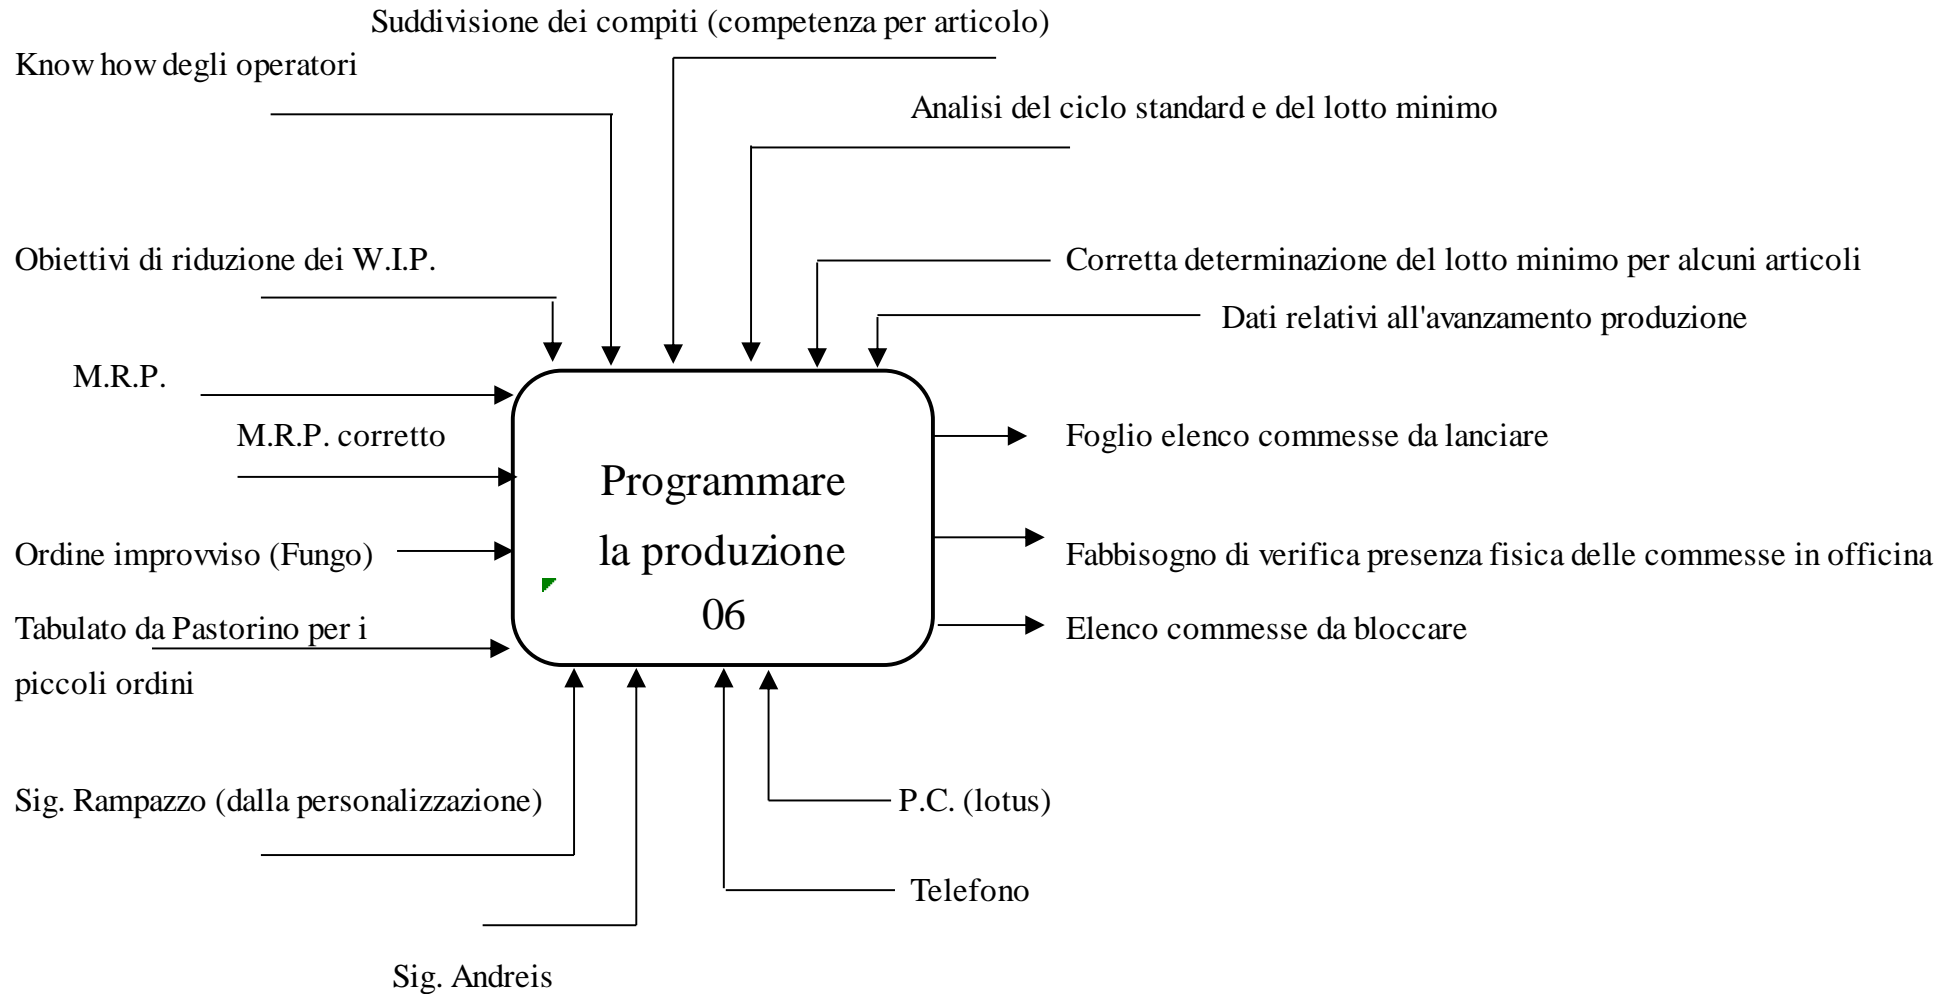 Suddivisione dei compiti (competenza per articolo)
Know how degli operatori
Analisi del ciclo standard e del lotto minimo
Obiettivi di riduzione dei W.I.P.
Corretta determinazione del lotto minimo per alcuni articoli
Dati relativi all'avanzamento produzione
M.R.P.
M.R.P. corretto
Foglio elenco commesse da lanciare
Programmare
la produzione
06
Ordine improvviso (Fungo)
Fabbisogno di verifica presenza fisica delle commesse in officina
Tabulato da Pastorino per i
piccoli ordini
Elenco commesse da bloccare
Sig. Rampazzo (dalla personalizzazione)
P.C. (lotus)
Telefono
Sig. Andreis